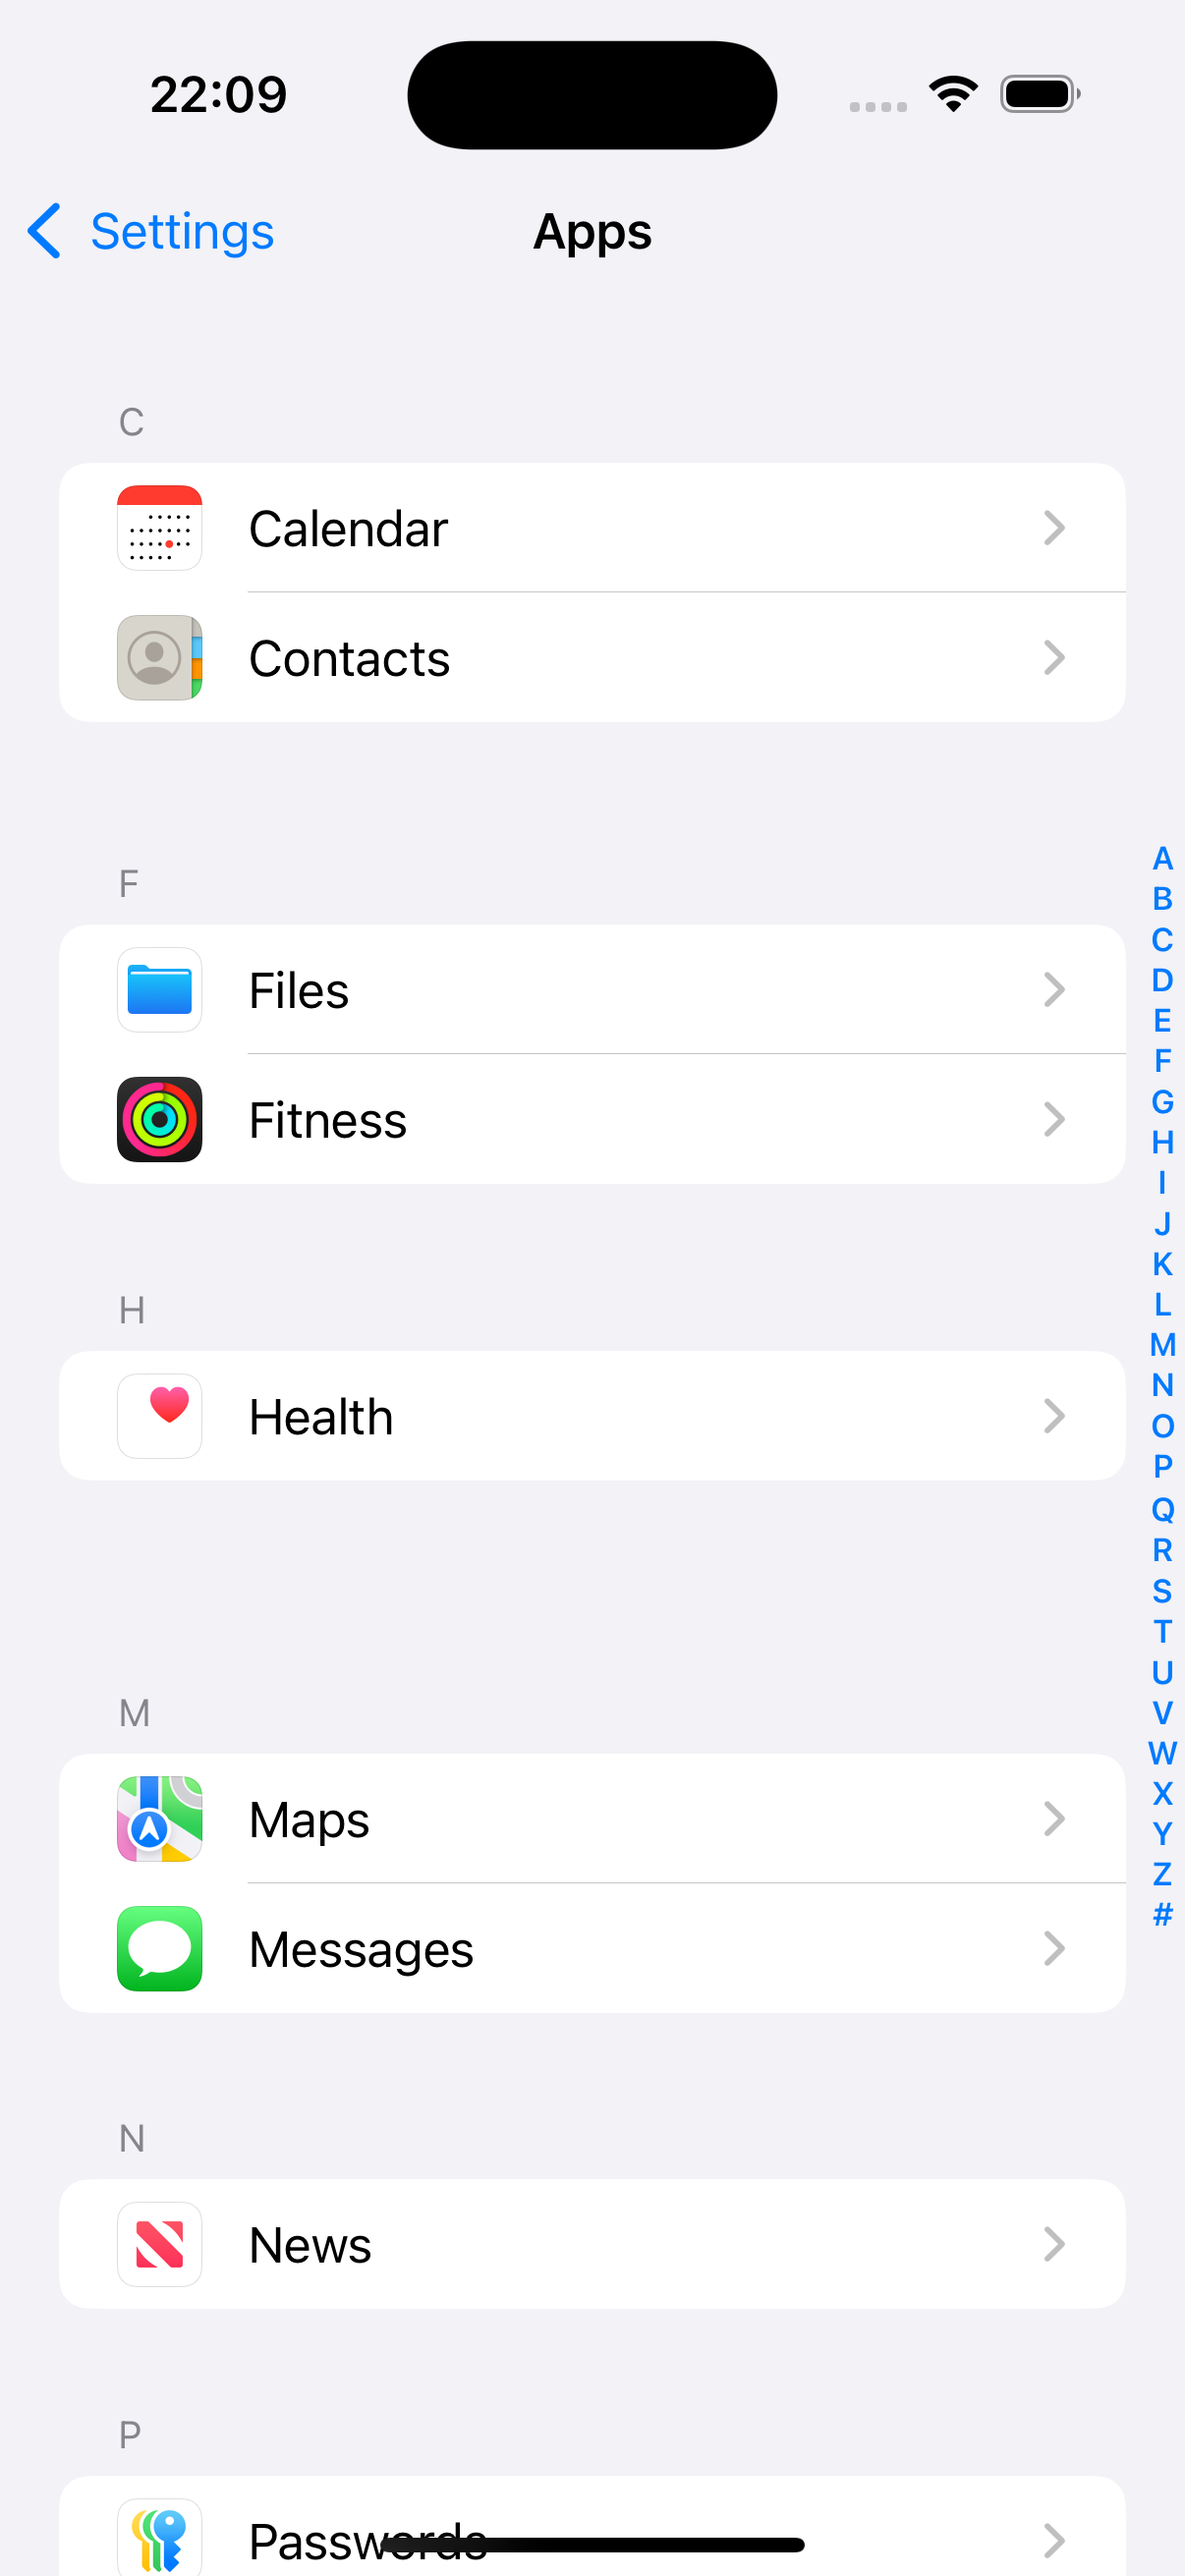 22:09
Settings
Apps
C
Calendar
Contacts
F
Files
Fitness
H
Health
M
Maps
Messages
N
News
P
Passwords
A
B
C
D
E
F
G
H
I
J
K
L
M
N
O
P
Q
R
S
T
U
V
W
X
Y
Z
#